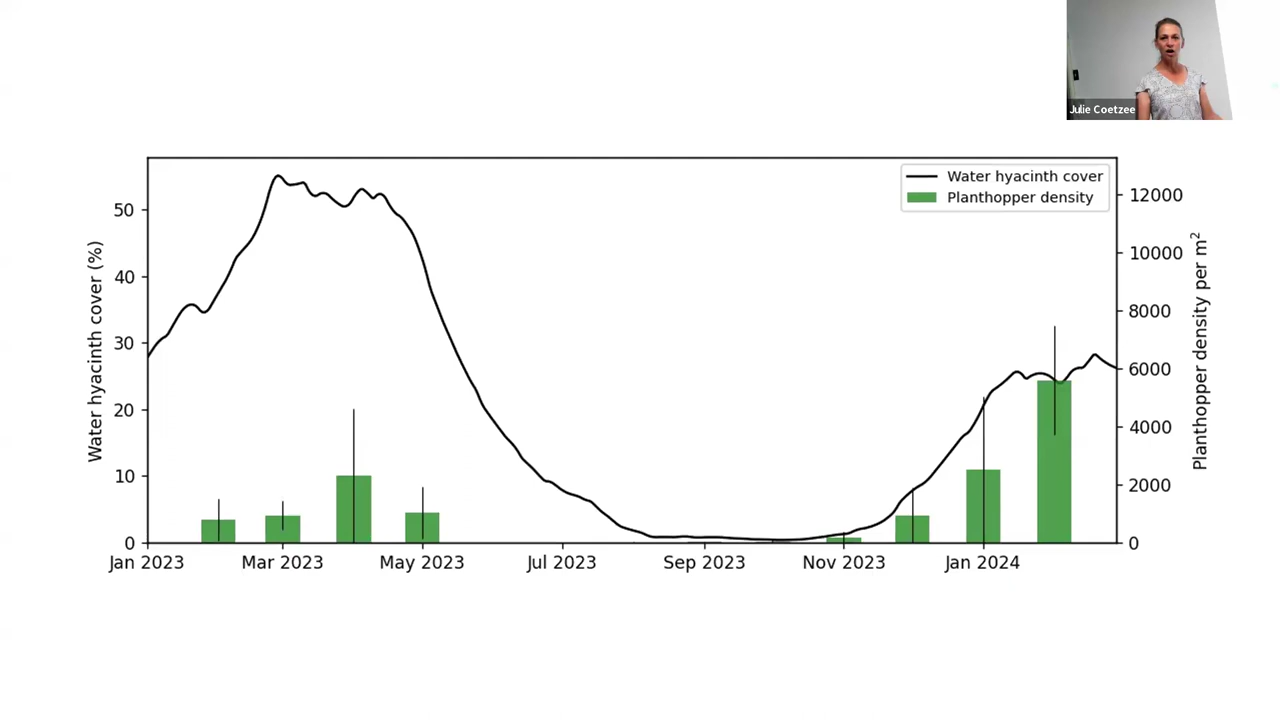 Julie Coetzee
Water hyacinth cover
Planthopper density
Water hyacinth cover (%)
50
40
30
20
10
0
12000
10000
8000
6000
4000
2000
0
Planthopper density per m²
Jan 2023 Mar 2023 May 2023 Jul 2023 Sep 2023 Nov 2023 Jan 2024